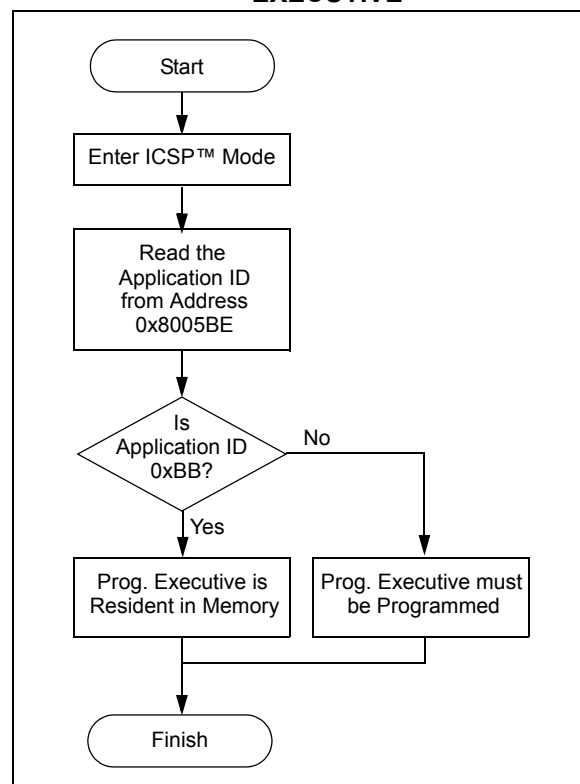 EXECUTIVE
Start
Enter ICSP™ Mode
Read the
Application ID
from Address
0x8005BE
Is
Application ID
0xBB?
No
Yes
Prog. Executive is
Resident in Memory
Prog. Executive must
be Programmed
Finish